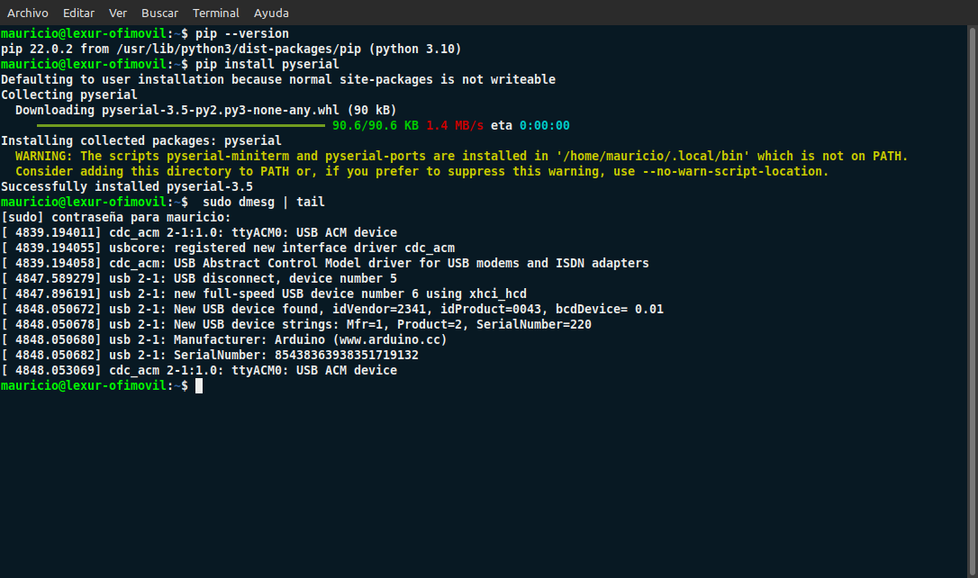 Archivo Editar Ver Buscar Terminal Ayuda
mauricio@lexur-ofimovil:~$ pip --version
pip 22.0.2 from /usr/lib/python3/dist-packages/pip (python 3.10)
mauricio@lexur-ofimovil:~$ pip install pyserial
Defaulting to user installation because normal site-packages is not writeable
Collecting pyserial
  Downloading pyserial-3.5-py2.py3-none-any.whl (90 kB)
     ━━━━━━━━━━━━━━━━━━━━━━━━━━━━━━━━━━━━━━━━ 90.6/90.6 KB 1.4 MB/s eta 0:00:00
Installing collected packages: pyserial
  WARNING: The scripts pyserial-miniterm and pyserial-ports are installed in '/home/mauricio/.local/bin' which is not on PATH.
  Consider adding this directory to PATH or, if you prefer to suppress this warning, use --no-warn-script-location.
Successfully installed pyserial-3.5
mauricio@lexur-ofimovil:~$  sudo dmesg | tail
[sudo] contraseña para mauricio:
[ 4839.194011] cdc_acm 2-1:1.0: ttyACM0: USB ACM device
[ 4839.194055] usbcore: registered new interface driver cdc_acm
[ 4839.194058] cdc_acm: USB Abstract Control Model driver for USB modems and ISDN adapters
[ 4847.589279] usb 2-1: USB disconnect, device number 5
[ 4847.896191] usb 2-1: new full-speed USB device number 6 using xhci_hcd
[ 4848.050672] usb 2-1: New USB device found, idVendor=2341, idProduct=0043, bcdDevice= 0.01
[ 4848.050678] usb 2-1: New USB device strings: Mfr=1, Product=2, SerialNumber=220
[ 4848.050680] usb 2-1: Manufacturer: Arduino (www.arduino.cc)
[ 4848.050682] usb 2-1: SerialNumber: 85438363938351719132
[ 4848.053069] cdc_acm 2-1:1.0: ttyACM0: USB ACM device
mauricio@lexur-ofimovil:~$